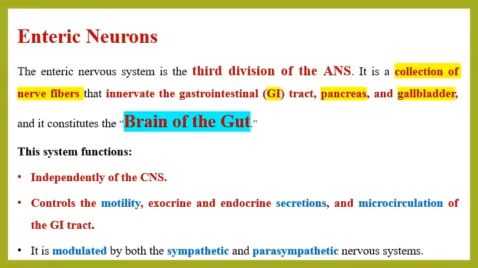 Enteric Neurons
The enteric nervous system is the third division of the ANS. It is a collection of
nerve fibers that innervate the gastrointestinal (GI) tract, pancreas, and gallbladder,
and it constitutes the “Brain of the Gut.”
This system functions:
• Independently of the CNS.
• Controls the motility, exocrine and endocrine secretions, and microcirculation of
the GI tract.
• It is modulated by both the sympathetic and parasympathetic nervous systems.